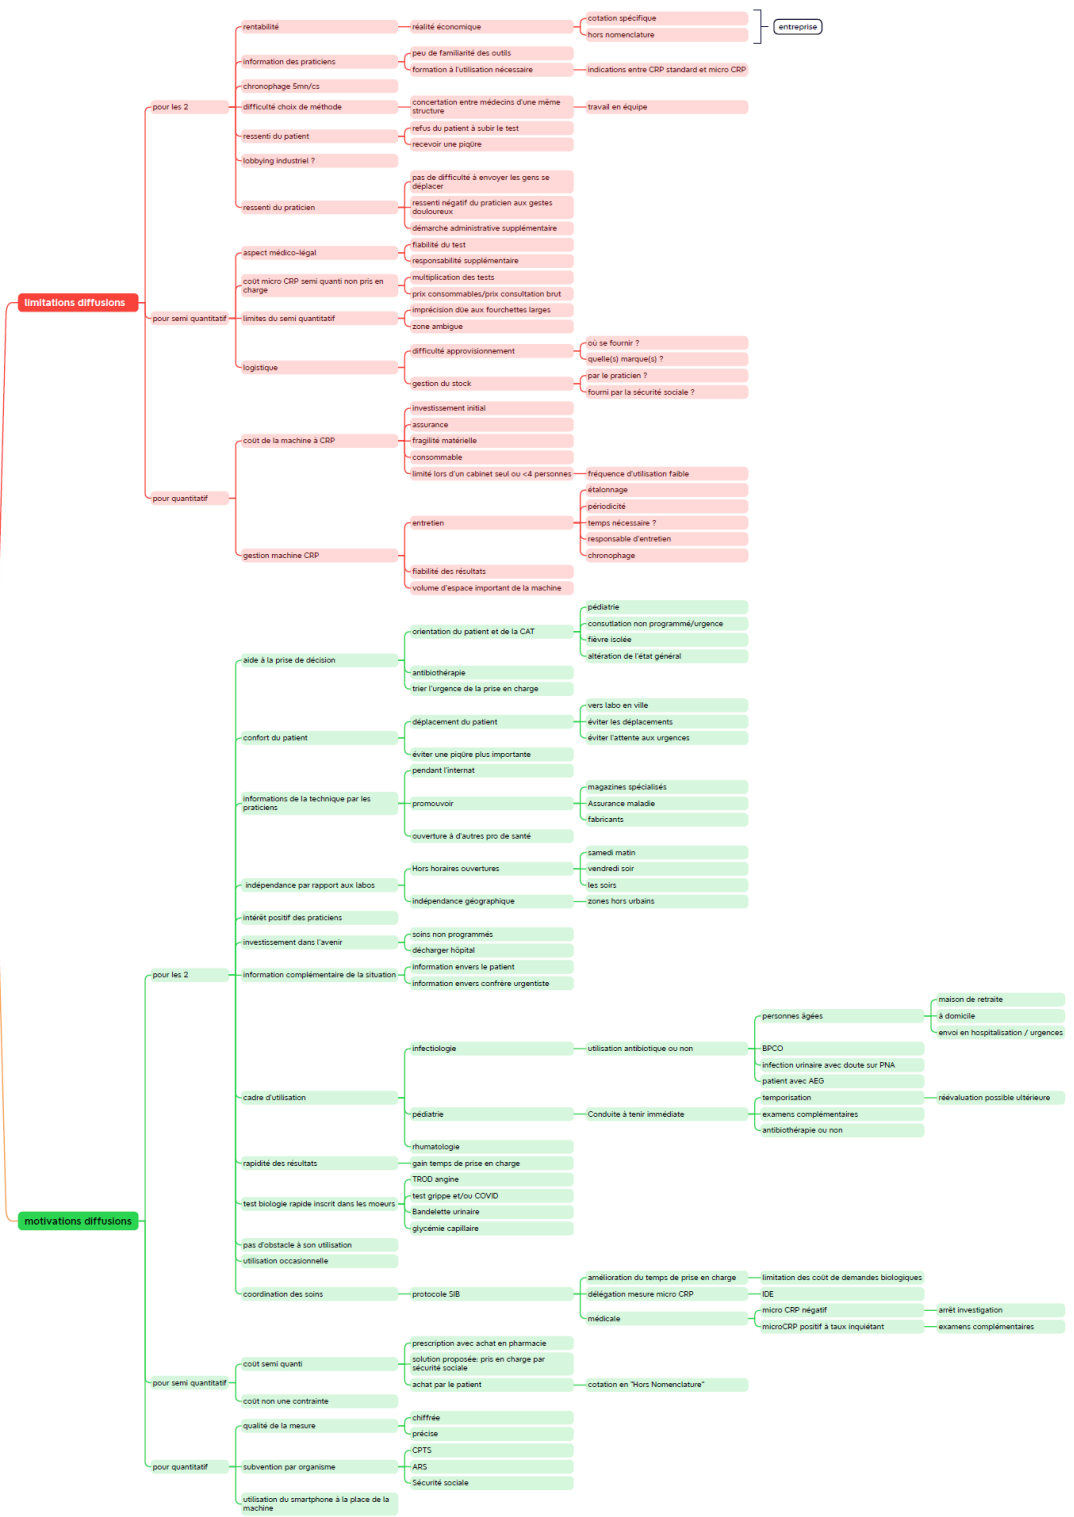 limitations diffusions
pour les 2
rentabilité
réalité économique
cotation spécifique
hors nomenclature
entreprise
information des praticiens
peu de familiarité des outils
formation à l'utilisation nécessaire
indications entre CRP standard et micro CRP
chronophage 5mn/cs
difficulté choix de méthode
concertation entre médecins d'une même
structure
travail en équipe
ressenti du patient
refus du patient à subir le test
recevoir une piqûre
lobbying industriel ?
ressenti du praticien
pas de difficulté à envoyer les gens se
déplacer
ressenti négatif du praticien aux gestes
douloureux
démarche administrative supplémentaire
pour semi quantitatif
aspect médico-légal
fiabilité du test
responsabilité supplémentaire
coût micro CRP semi quanti non pris en
charge
multiplication des tests
prix consommables/prix consultation brut
limites du semi quantitatif
imprécision dûe aux fourchettes larges
zone ambigue
logistique
difficulté approvisionnement
où se fournir ?
quelle(s) marque(s) ?
gestion du stock
par le praticien ?
fourni par la sécurité sociale ?
pour quantitatif
coût de la machine à CRP
investissement initial
assurance
fragilité matérielle
consommable
limité lors d'un cabinet seul ou <4 personnes
fréquence d'utilisation faible
gestion machine CRP
entretien
étalonnage
périodicité
temps nécessaire ?
responsable d'entretien
chronophage
fiabilité des résultats
volume d'espace important de la machine
motivations diffusions
pour les 2
aide à la prise de décision
orientation du patient et de la CAT
pédiatrie
consutlation non programmé/urgence
fièvre isolée
altération de l'état général
antibiothérapie
trier l'urgence de la prise en charge
confort du patient
déplacement du patient
vers labo en ville
éviter les déplacements
éviter l'attente aux urgences
éviter une piqûre plus importante
informations de la technique par les
praticiens
pendant l'internat
promouvoir
magazines spécialisés
Assurance maladie
fabricants
ouverture à d'autres pro de santé
indépendance par rapport aux labos
Hors horaires ouvertures
samedi matin
vendredi soir
les soirs
indépendance géographique
zones hors urbains
intérêt positif des praticiens
investissement dans l'avenir
soins non programmés
décharger hôpital
information complémentaire de la situation
information envers le patient
information envers confrère urgentiste
cadre d'utilisation
infectiologie
utilisation antibiotique ou non
personnes âgées
maison de retraite
à domicile
envoi en hospitalisation / urgences
BPCO
infection urinaire avec doute sur PNA
patient avec AEG
pédiatrie
Conduite à tenir immédiate
temporisation
réévaluation possible ultérieure
examens complémentaires
antibiothérapie ou non
rhumatologie
rapidité des résultats
gain temps de prise en charge
test biologie rapide inscrit dans les moeurs
TROD angine
test grippe et/ou COVID
Bandelette urinaire
glycémie capillaire
pas d'obstacle à son utilisation
utilisation occasionnelle
coordination des soins
protocole SIB
amélioration du temps de prise en charge
limitation des coût de demandes biologiques
délégation mesure micro CRP
IDE
médicale
micro CRP négatif
arrêt investigation
microCRP positif à taux inquiétant
examens complémentaires
pour semi quantitatif
coût semi quanti
prescription avec achat en pharmacie
solution proposée: pris en charge par
sécurité sociale
achat par le patient
cotation en "Hors Nomenclature"
coût non une contrainte
pour quantitatif
qualité de la mesure
chiffrée
précise
subvention par organisme
CPTS
ARS
Sécurité sociale
utilisation du smartphone à la place de la
machine